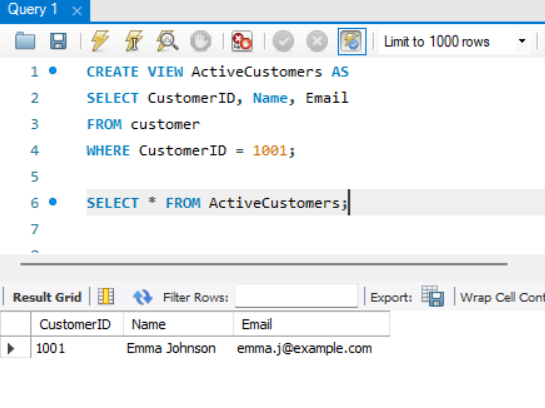 Query 1
Limit to 1000 rows
1 CREATE VIEW ActiveCustomers AS
2 SELECT CustomerID, Name, Email
3 FROM customer
4 WHERE CustomerID = 1001;
5
6 SELECT * FROM ActiveCustomers;
7
Result Grid Filter Rows: Export: Wrap Cell
CustomerID Name Email
1001 Emma Johnson emma.j@example.com